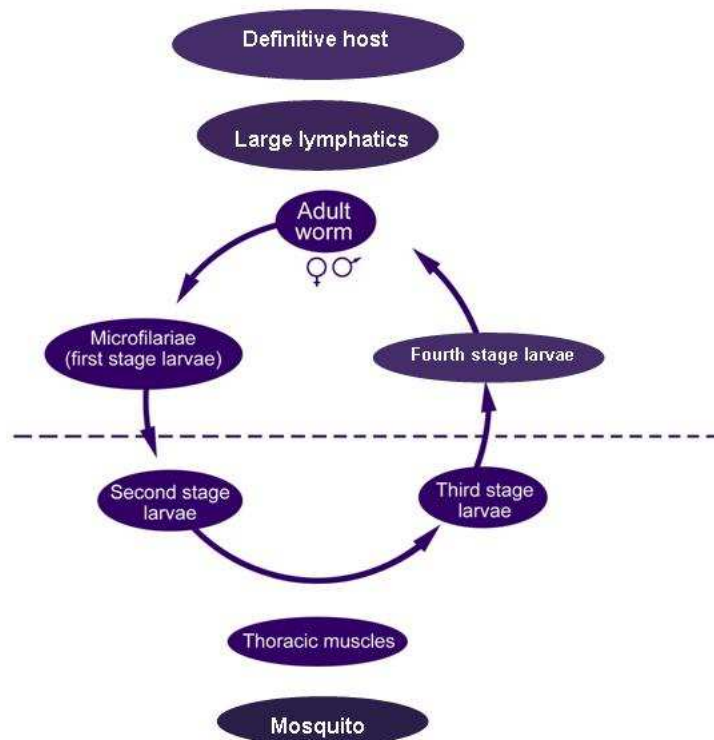 Definitive host
Large lymphatics
Adult
worm
♀♂
Microfilariae
(first stage larvae)
Fourth stage larvae
Second stage
larvae
Third stage
larvae
Thoracic muscles
Mosquito